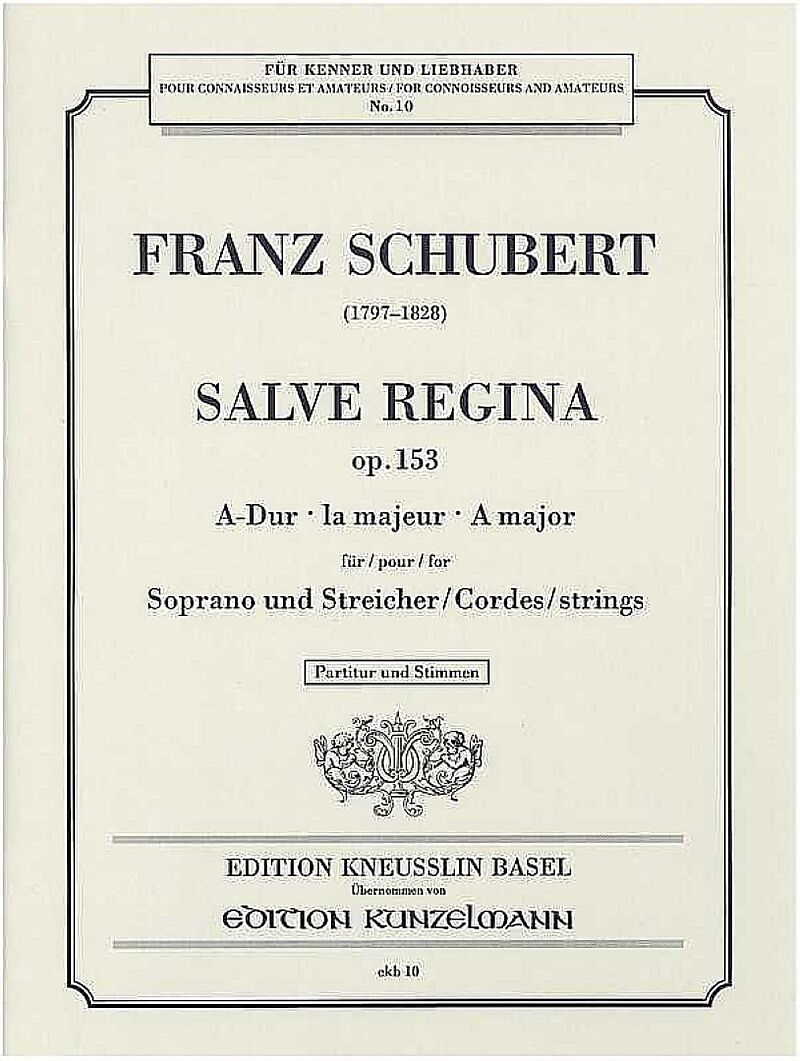 FÜR KENNER UND LIEBHABER
POUR CONNAISSEURS ET AMATEURS / FOR CONNOISSEURS AND AMATEURS
No. 10
FRANZ SCHUBERT
(1797–1828)
SALVE REGINA
op. 153
A-Dur · la majeur · A major
für / pour / for
Soprano und Streicher/Cordes/strings
Partitur und Stimmen
EDITION KNEUSSLIN BASEL
Übernommen von
EDITION KUNZELMANN
ekb 10